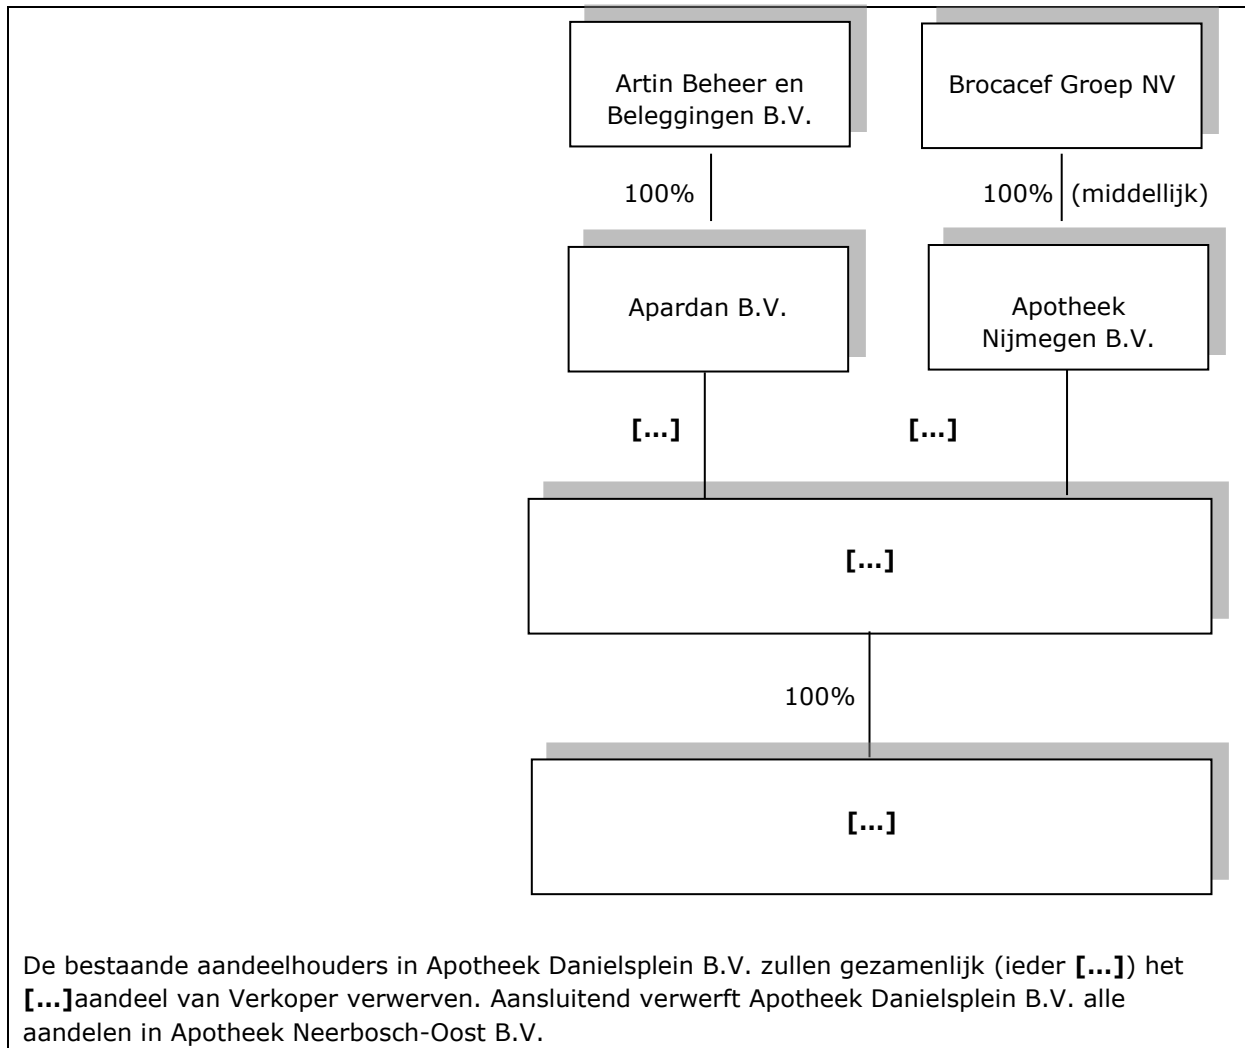 Artin Beheer en
Beleggingen B.V.
Brocacef Groep NV
100%
100% (middellijk)
Apardan B.V.
Apotheek
Nijmegen B.V.
[…]
[…]
[…]
100%
[…]
De bestaande aandeelhouders in Apotheek Danielsplein B.V. zullen gezamenlijk (ieder […]) het
[…]aandeel van Verkoper verwerven. Aansluitend verwerft Apotheek Danielsplein B.V. alle
aandelen in Apotheek Neerbosch-Oost B.V.